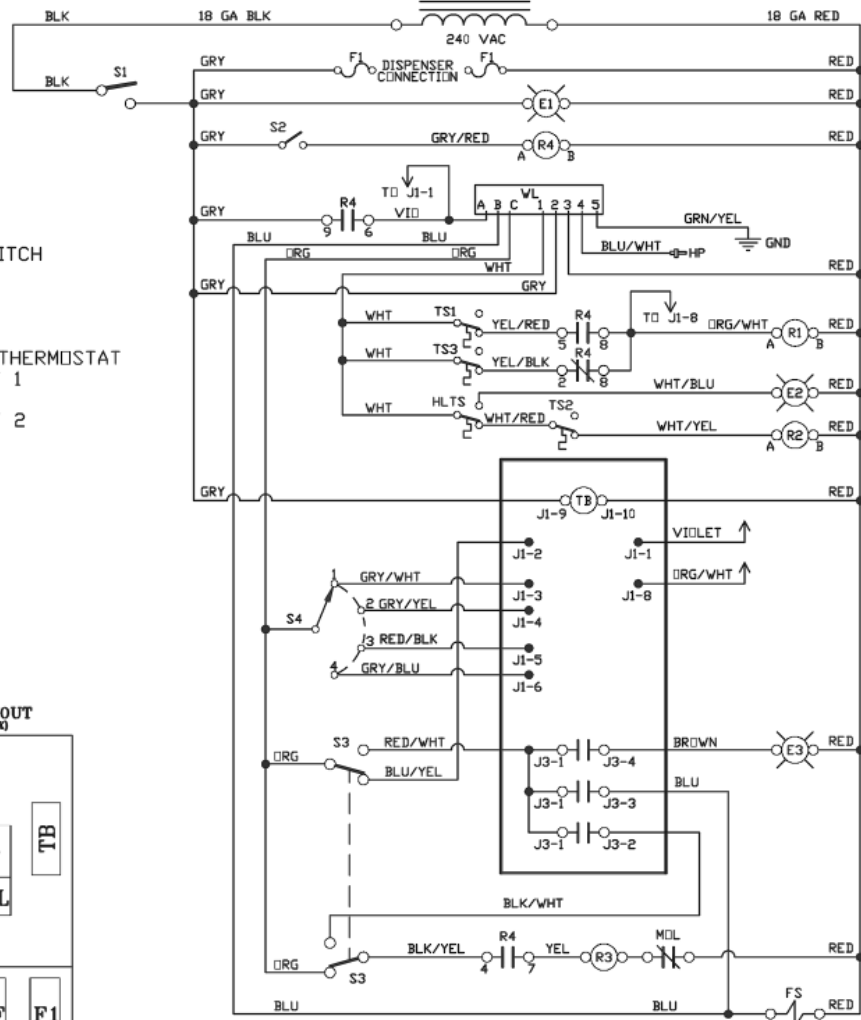 BLK 18 GA BLK 18 GA RED
240 VAC
GRY F1 DISPENSER F1 RED
CONNECTION
BLK S1
GRY E1 RED
GRY S2 GRY/RED A R4 B RED
TO J1-1 WL
A B C 1 2 3 4 5
GRY R4 VIO GRN/YEL
9 6
ITCH BLU BLU BLU/WHT HP GND
ORG ORG
WHT RED
GRY GRY
WHT TS1 YEL/RED R4 TO J1-8 ORG/WHT R1 RED
5 8 A B
THERMOSTAT WHT TS3 YEL/BLK R4
1 2 8
WHT/BLU E2 RED
2 WHT HLTS WHT/RED TS2 WHT/YEL R2 RED
A B
GRY TB RED
J1-9 J1-10
J1-2 J1-1 VIOLET
1 GRY/WHT J1-3 J1-8 ORG/WHT
S4 2 GRY/YEL J1-4
3 RED/BLK J1-5
4 GRY/BLU J1-6
OUT
S3 RED/WHT BROWN E3 RED
ORG J3-1 J3-4
BLU/YEL BLU
J3-1 J3-3
TB
J3-1 J3-2
L
BLK/WHT
BLK/YEL R4 YEL R3 MOL RED
4 7
ORG S3
F1 BLU BLU FS RED